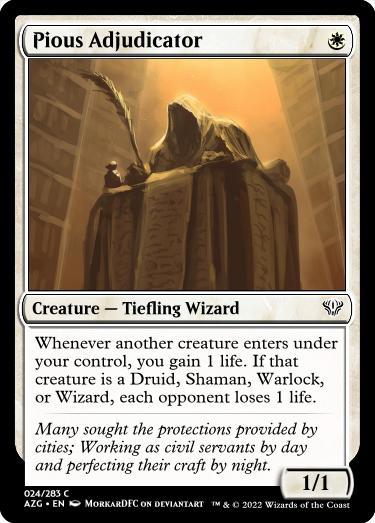 Pious Adjudicator
Creature — Tiefling Wizard
Whenever another creature enters under
your control, you gain 1 life. If that
creature is a Druid, Shaman, Warlock,
or Wizard, each opponent loses 1 life.
Many sought the protections provided by
cities; Working as civil servants by day
and perfecting their craft by night.
1/1
024/283 C
AZG • EN MorkarDFC on deviantart ™ & © 2022 Wizards of the Coast